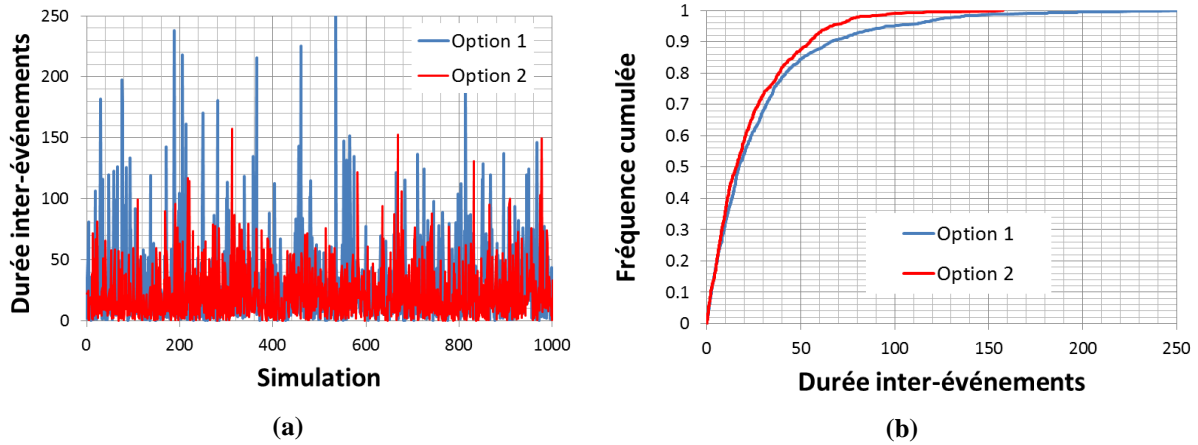 Durée inter-événements
250
200
150
100
50
0
0
200
400
600
800
1000
Simulation
Option 1
Option 2
(a)
Fréquence cumulée
1
0.9
0.8
0.7
0.6
0.5
0.4
0.3
0.2
0.1
0
0
50
100
150
200
250
Durée inter-événements
Option 1
Option 2
(b)